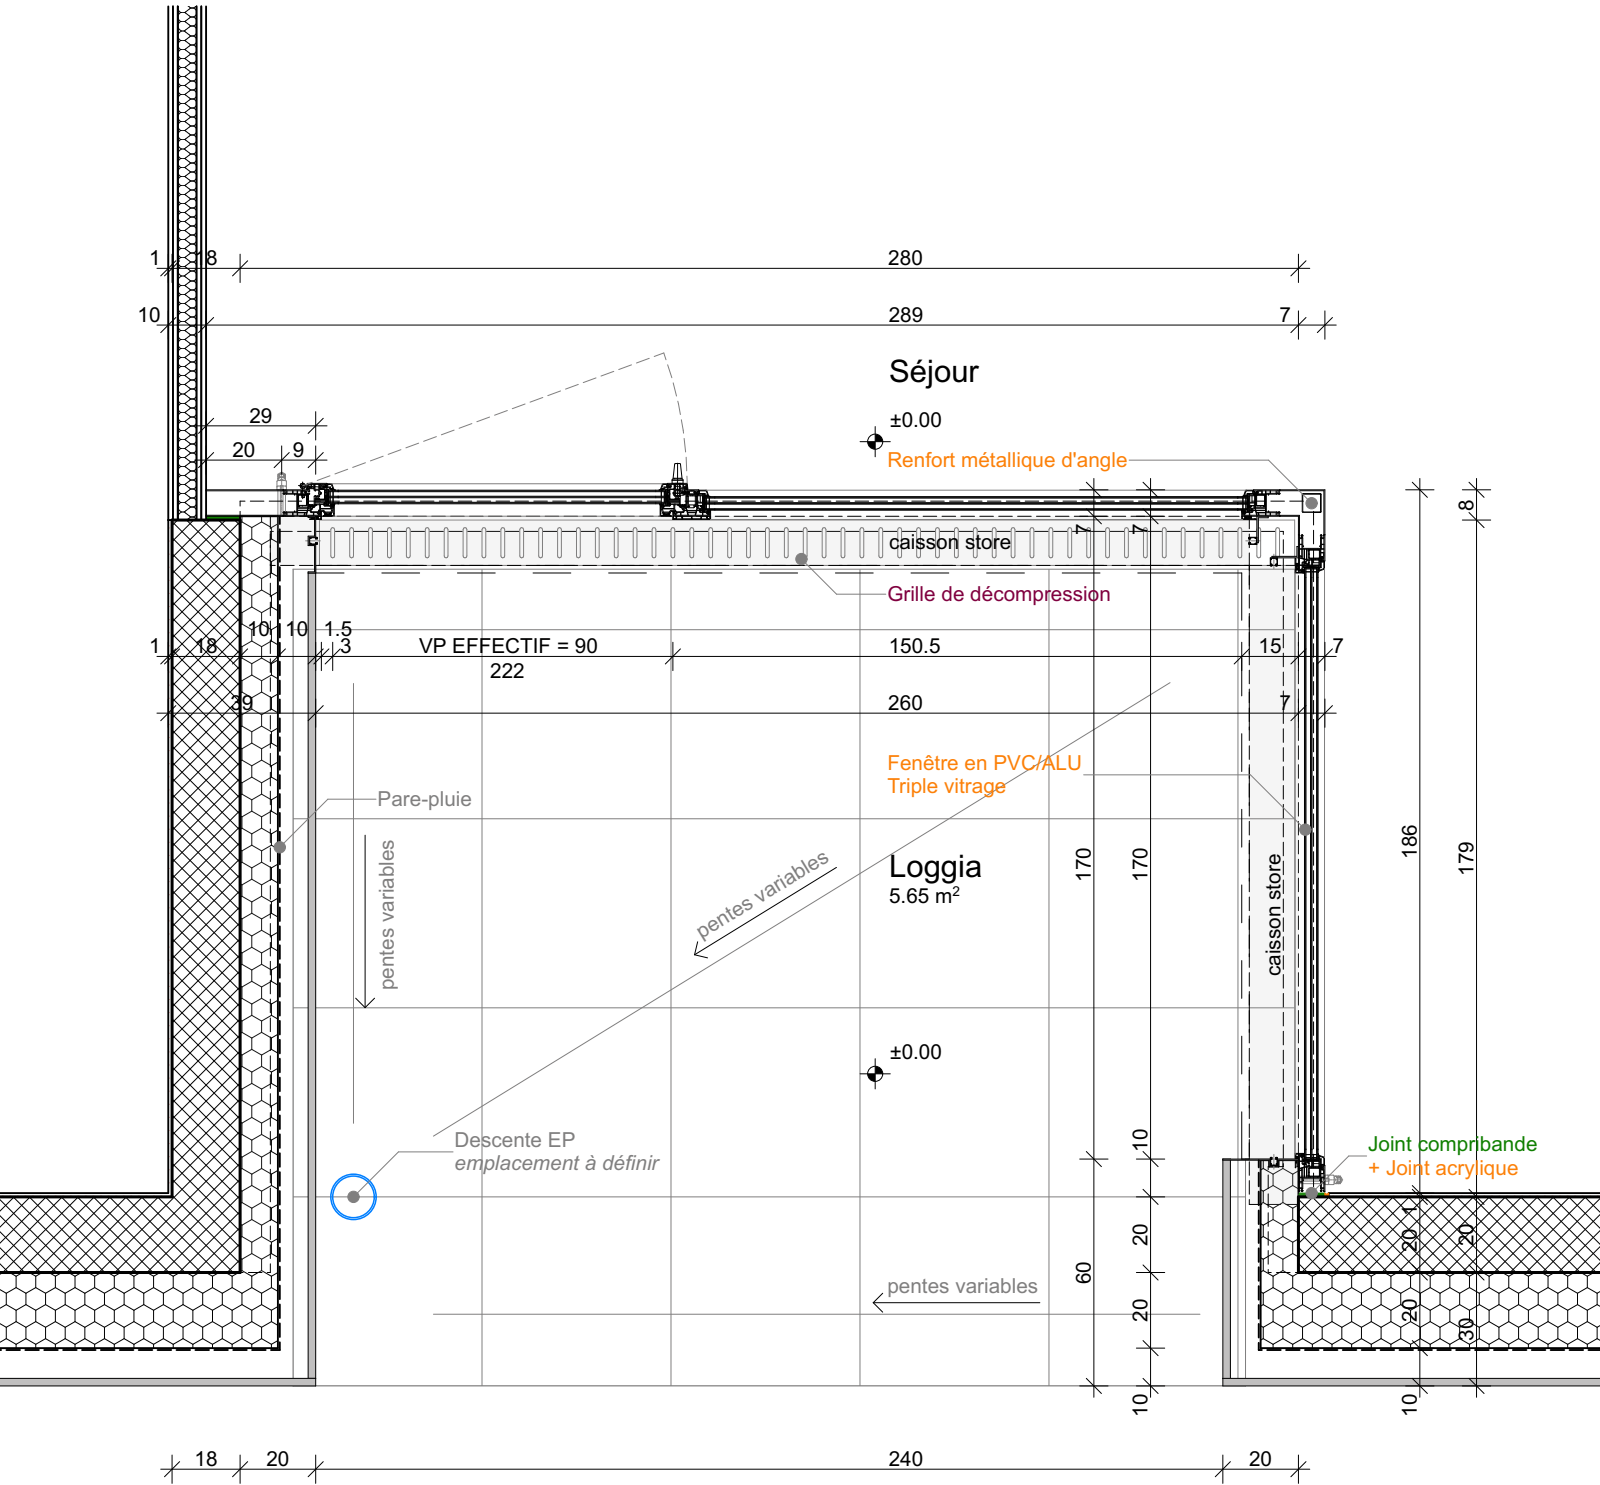 1 18 280
10 289 7
Séjour
29
±0.00
20 9
Renfort métallique d'angle
8
7 7
caisson store
Grille de décompression
10 10 1.5
1 18 3 VP EFFECTIF = 90 150.5 15 7
222
39 260 7
Fenêtre en PVC/ALU
Triple vitrage
Pare-pluie
186
179
170
170
pentes variables
pentes variables
Loggia
5.65 m²
caisson store
±0.00
Descente EP
emplacement à définir
10
Joint compribande
+ Joint acrylique
1
20
20
20
60
pentes variables
20
20
30
10
10
18 20 240 20